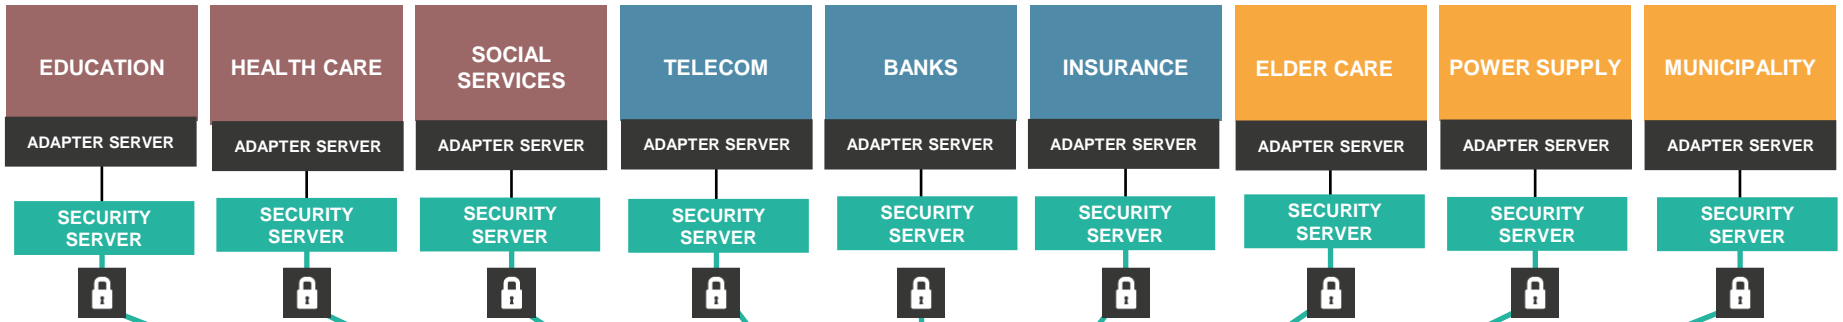 EDUCATION
HEALTH CARE
SOCIAL
SERVICES
TELECOM
BANKS
INSURANCE
ELDER CARE
POWER SUPPLY
MUNICIPALITY
ADAPTER SERVER
ADAPTER SERVER
ADAPTER SERVER
ADAPTER SERVER
ADAPTER SERVER
ADAPTER SERVER
ADAPTER SERVER
ADAPTER SERVER
ADAPTER SERVER
SECURITY
SERVER
SECURITY
SERVER
SECURITY
SERVER
SECURITY
SERVER
SECURITY
SERVER
SECURITY
SERVER
SECURITY
SERVER
SECURITY
SERVER
SECURITY
SERVER